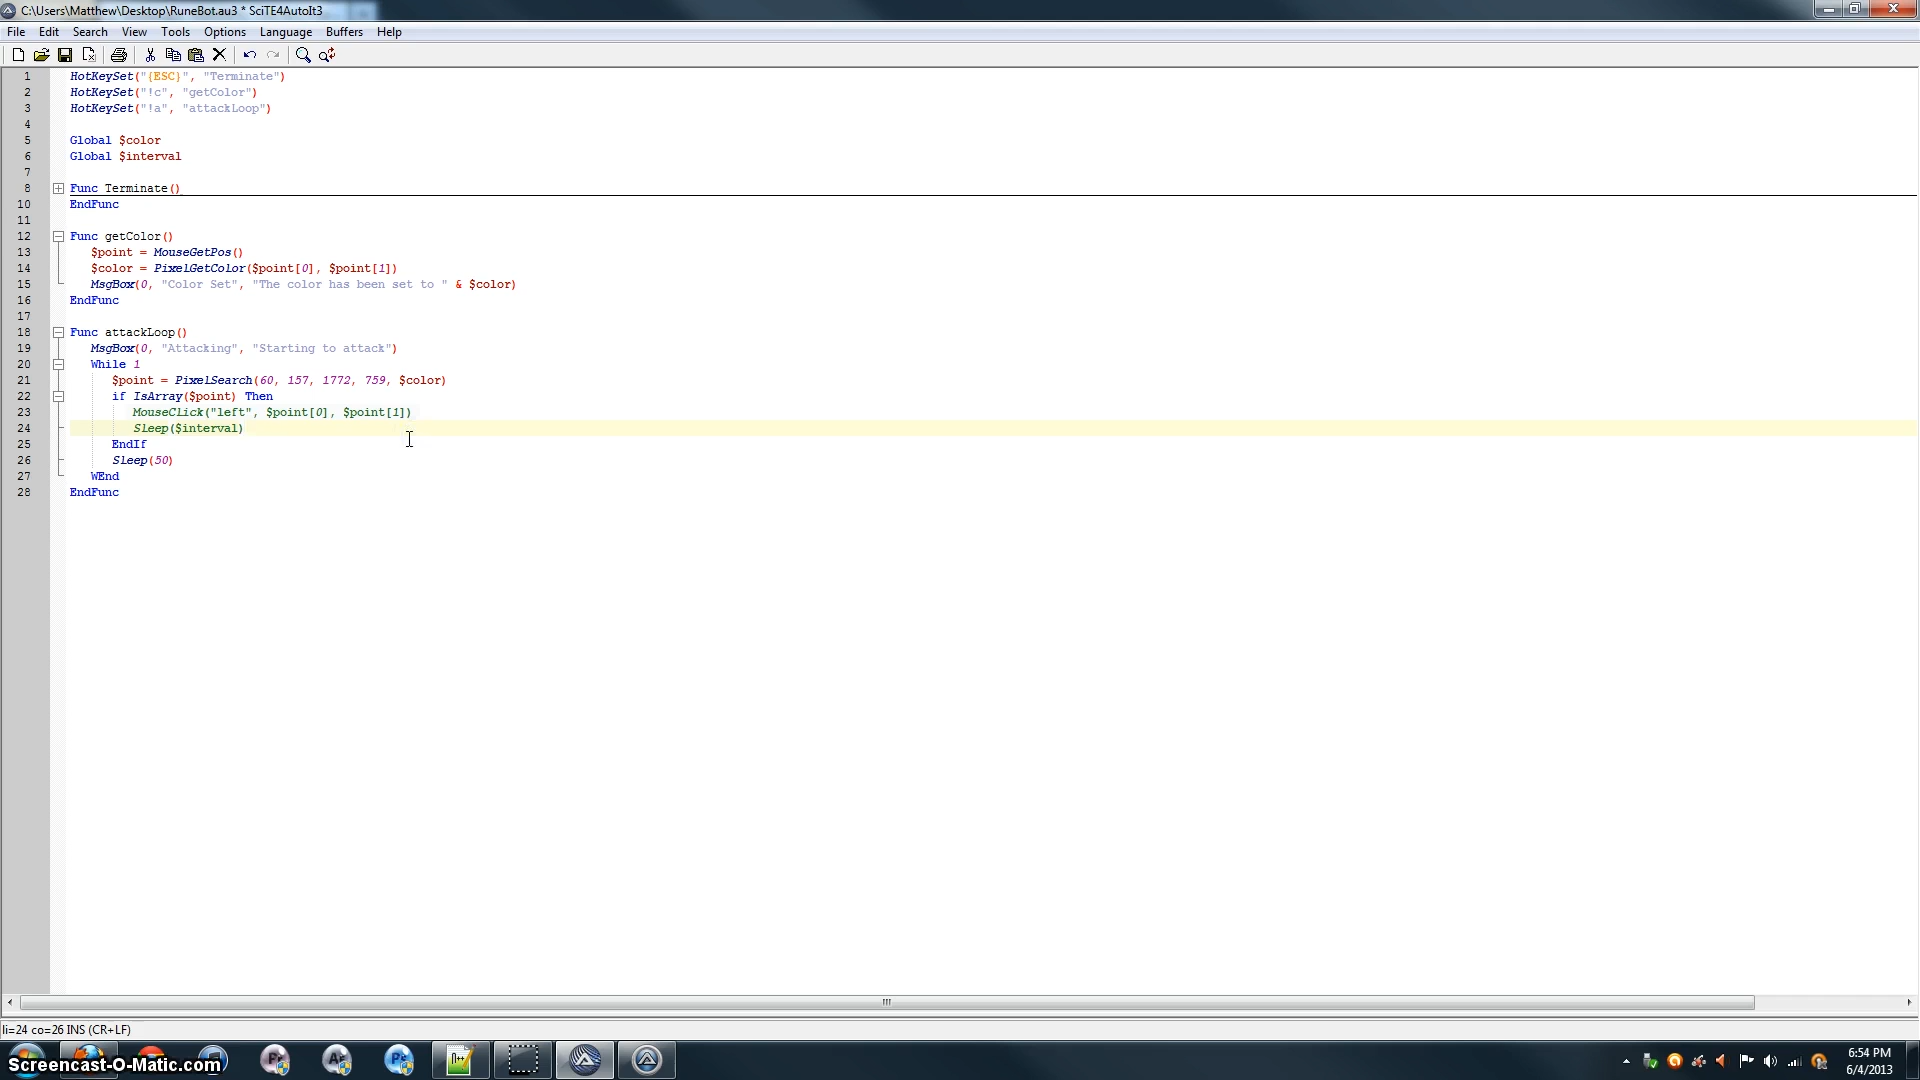 C:\Users\Matthew\Desktop\RuneBot.au3 * SciTE4AutoIt3
File Edit Search View Tools Options Language Buffers Help
1 HotKeySet("{ESC}", "Terminate")
2 HotKeySet("!c", "getColor")
3 HotKeySet("!a", "attackLoop")
4
5 Global $color
6 Global $interval
7
8 Func Terminate()
10 EndFunc
11
12 Func getColor()
13 $point = MouseGetPos()
14 $color = PixelGetColor($point[0], $point[1])
15 MsgBox(0, "Color Set", "The color has been set to " & $color)
16 EndFunc
17
18 Func attackLoop()
19 MsgBox(0, "Attacking", "Starting to attack")
20 While 1
21 $point = PixelSearch(60, 157, 1772, 759, $color)
22 if IsArray($point) Then
23 MouseClick("left", $point[0], $point[1])
24 Sleep($interval)
25 EndIf
26 Sleep(50)
27 WEnd
28 EndFunc
li=24 co=26 INS (CR+LF)
Screencast-O-Matic.com
6:54 PM
6/4/2013